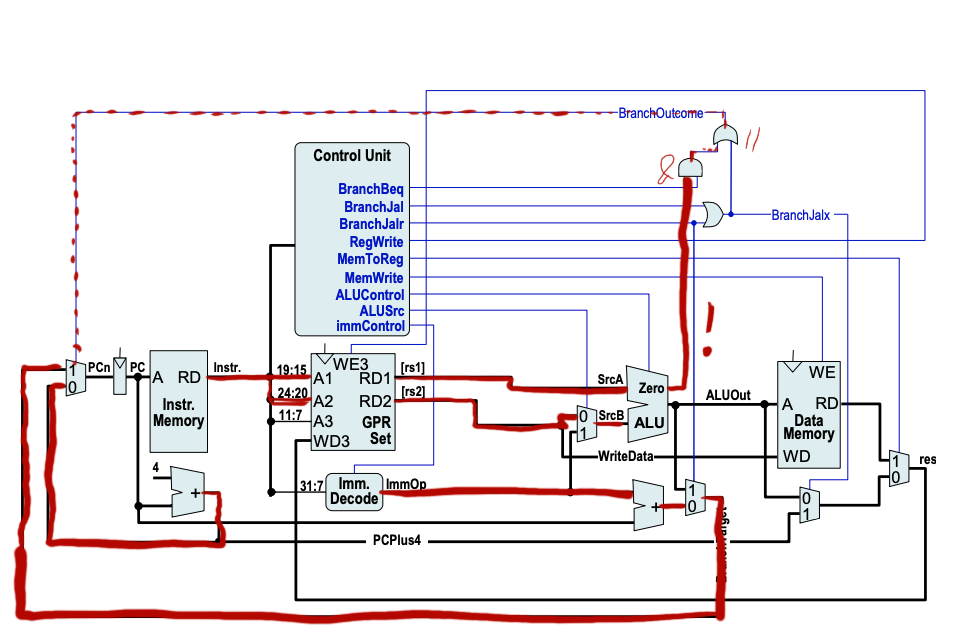 BranchOutcome
||
&
Control Unit
BranchBeq
BranchJal
BranchJalr
BranchJalx
RegWrite
MemToReg
MemWrite
ALUControl
ALUSrc
immControl
!
1
0
PCn
PC
A
RD
Instr.
Instr.
Memory
19:15
24:20
11:7
31:7
WE3
A1
RD1
A2
RD2
A3
GPR
WD3
Set
[rs1]
[rs2]
SrcA
SrcB
0
1
Zero
ALU
ALUOut
WE
A
RD
Data
Memory
WD
WriteData
1
0
res
4
+
Imm.
Decode
ImmOp
+
1
0
0
1
PCPlus4